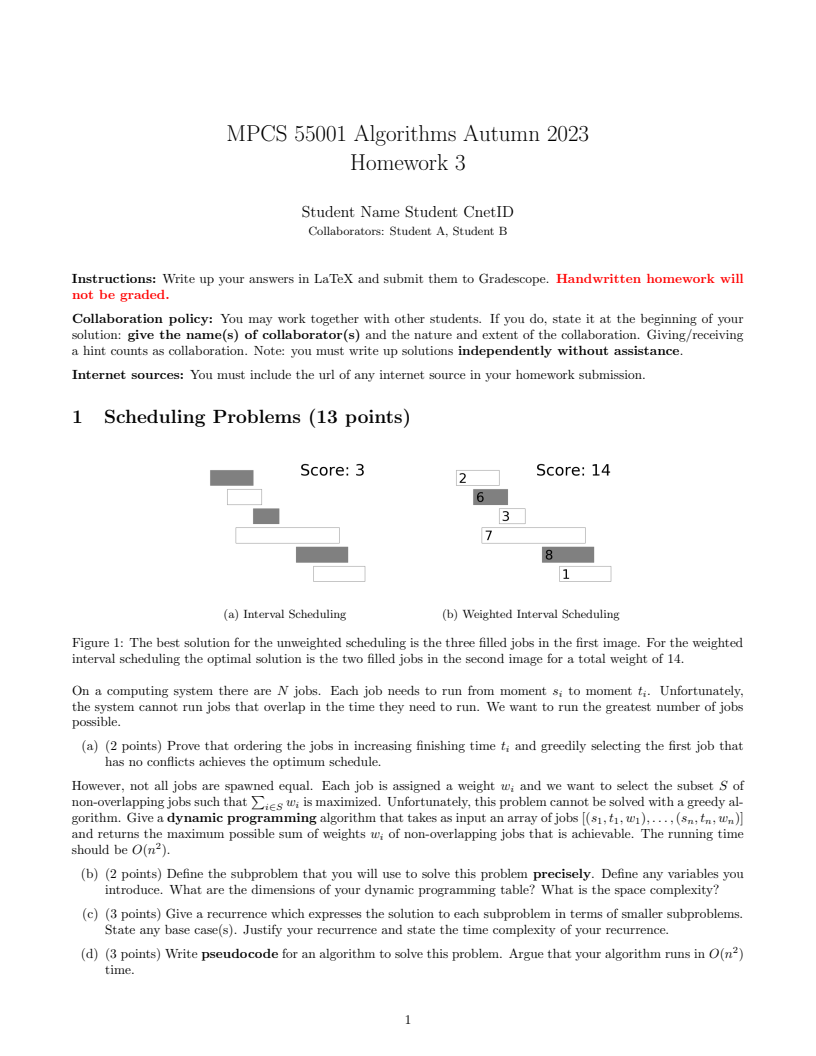 MPCS 55001 Algorithms Autumn 2023
Homework 3
Student Name Student CnetID
Collaborators: Student A, Student B
Instructions: Write up your answers in LaTeX and submit them to Gradescope. Handwritten homework will
not be graded.
Collaboration policy: You may work together with other students. If you do, state it at the beginning of your
solution: give the name(s) of collaborator(s) and the nature and extent of the collaboration. Giving/receiving
a hint counts as collaboration. Note: you must write up solutions independently without assistance.
Internet sources: You must include the url of any internet source in your homework submission.
1 Scheduling Problems (13 points)
Score: 3
Score: 14
2
6
3
7
8
1
(a) Interval Scheduling
(b) Weighted Interval Scheduling
Figure 1: The best solution for the unweighted scheduling is the three filled jobs in the first image. For the weighted
interval scheduling the optimal solution is the two filled jobs in the second image for a total weight of 14.
On a computing system there are N jobs. Each job needs to run from moment s_i to moment t_i. Unfortunately,
the system cannot run jobs that overlap in the time they need to run. We want to run the greatest number of jobs
possible.
(a) (2 points) Prove that ordering the jobs in increasing finishing time t_i and greedily selecting the first job that
has no conflicts achieves the optimum schedule.
However, not all jobs are spawned equal. Each job is assigned a weight w_i and we want to select the subset S of
non-overlapping jobs such that ∑_{i∈S} w_i is maximized. Unfortunately, this problem cannot be solved with a greedy al-
gorithm. Give a dynamic programming algorithm that takes as input an array of jobs [(s_1, t_1, w_1), . . . , (s_n, t_n, w_n)]
and returns the maximum possible sum of weights w_i of non-overlapping jobs that is achievable. The running time
should be O(n²).
(b) (2 points) Define the subproblem that you will use to solve this problem precisely. Define any variables you
introduce. What are the dimensions of your dynamic programming table? What is the space complexity?
(c) (3 points) Give a recurrence which expresses the solution to each subproblem in terms of smaller subproblems.
State any base case(s). Justify your recurrence and state the time complexity of your recurrence.
(d) (3 points) Write pseudocode for an algorithm to solve this problem. Argue that your algorithm runs in O(n²)
time.
1